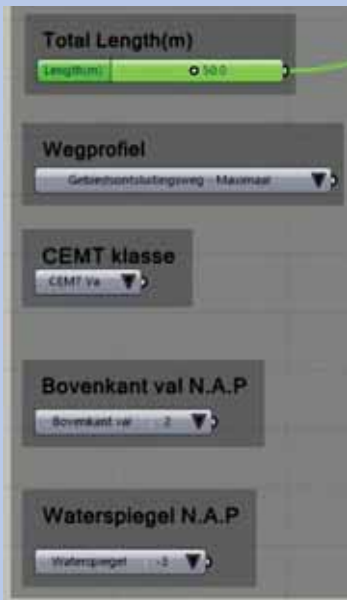 Total Length(m)
Length(m) 50.0
Wegprofiel
Gebiedsontsluitingsweg - Maximaal
CEMT klasse
CEMT Va
Bovenkant val N.A.P
Bovenkant val : 2
Waterspiegel N.A.P
Waterspiegel : -3